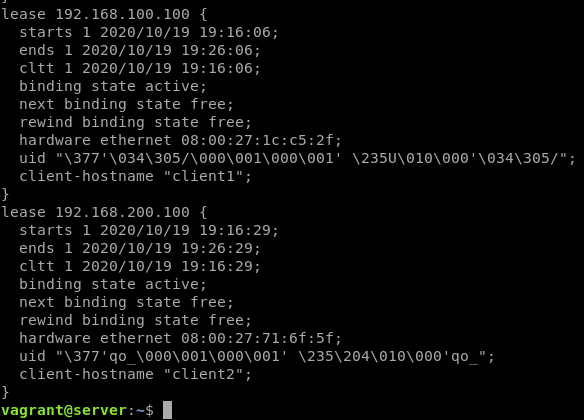 }
lease 192.168.100.100 {
  starts 1 2020/10/19 19:16:06;
  ends 1 2020/10/19 19:26:06;
  cltt 1 2020/10/19 19:16:06;
  binding state active;
  next binding state free;
  rewind binding state free;
  hardware ethernet 08:00:27:1c:c5:2f;
  uid "\377'\034\305/\000\001\000\001' \235U\010\000'\034\305/";
  client-hostname "client1";
}
lease 192.168.200.100 {
  starts 1 2020/10/19 19:16:29;
  ends 1 2020/10/19 19:26:29;
  cltt 1 2020/10/19 19:16:29;
  binding state active;
  next binding state free;
  rewind binding state free;
  hardware ethernet 08:00:27:71:6f:5f;
  uid "\377'qo_\000\001\000\001' \235\204\010\000'qo_";
  client-hostname "client2";
}
vagrant@server:~$